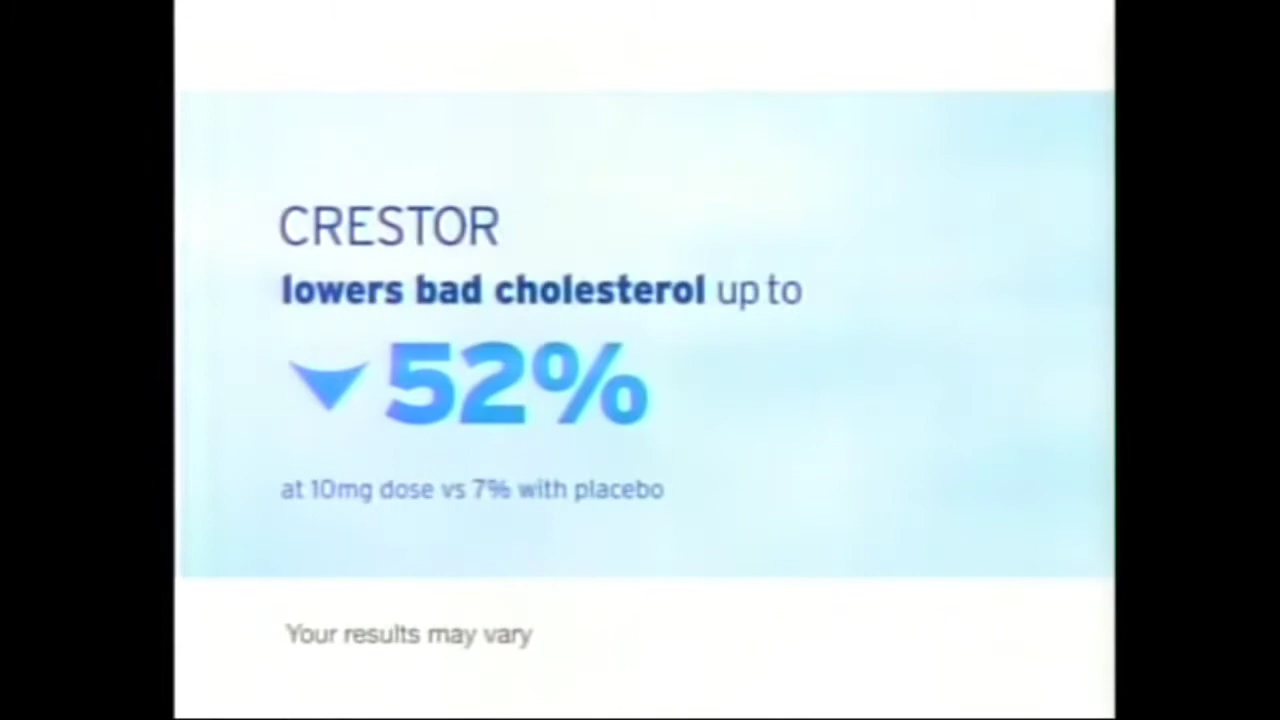 CRESTOR
lowers bad cholesterol up to
52%
at 10mg dose vs 7% with placebo
Your results may vary